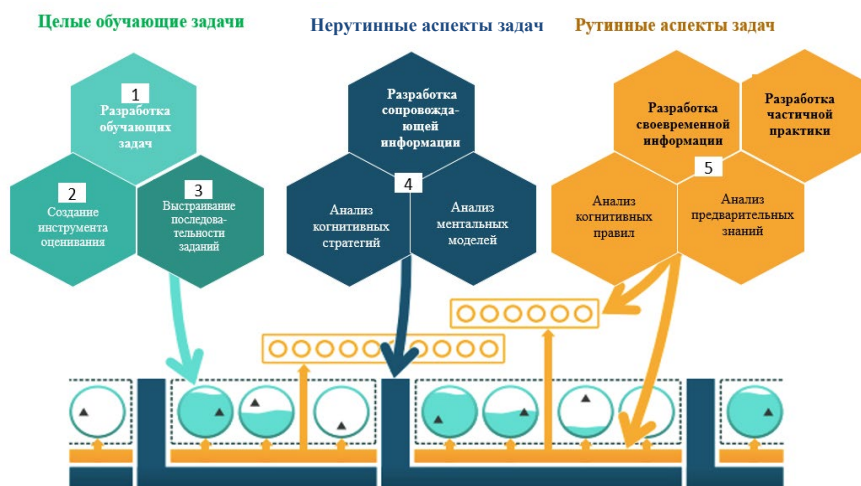 Целые обучающие задачи
Нерутинные аспекты задач
Рутинные аспекты задач
1
Разработка
обучающих
задач
2
Создание
инструмента
оценивания
3
Выстраивание
последова-
тельности
заданий
Разработка
сопровожда-
ющей
информации
4
Анализ
когнитивных
стратегий
Анализ
ментальных
моделей
Разработка
своевременной
информации
Разработка
частичной
практики
5
Анализ
когнитивных
правил
Анализ
предварительных
знаний